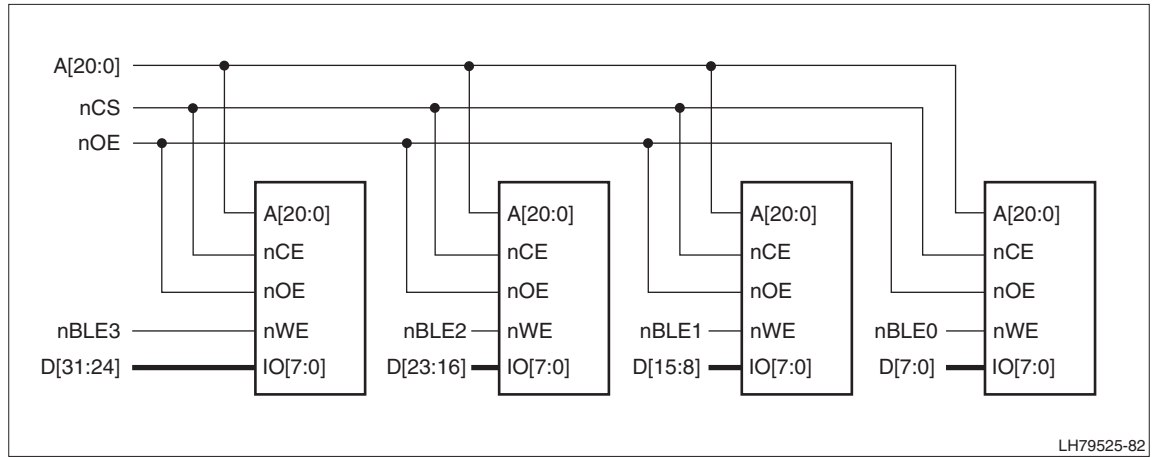 A[20:0]
nCS
nOE
A[20:0] A[20:0] A[20:0] A[20:0]
nCE nCE nCE nCE
nOE nOE nOE nOE
nBLE3 nWE nBLE2 nWE nBLE1 nWE nBLE0 nWE
D[31:24] IO[7:0] D[23:16] IO[7:0] D[15:8] IO[7:0] D[7:0] IO[7:0]
LH79525-82